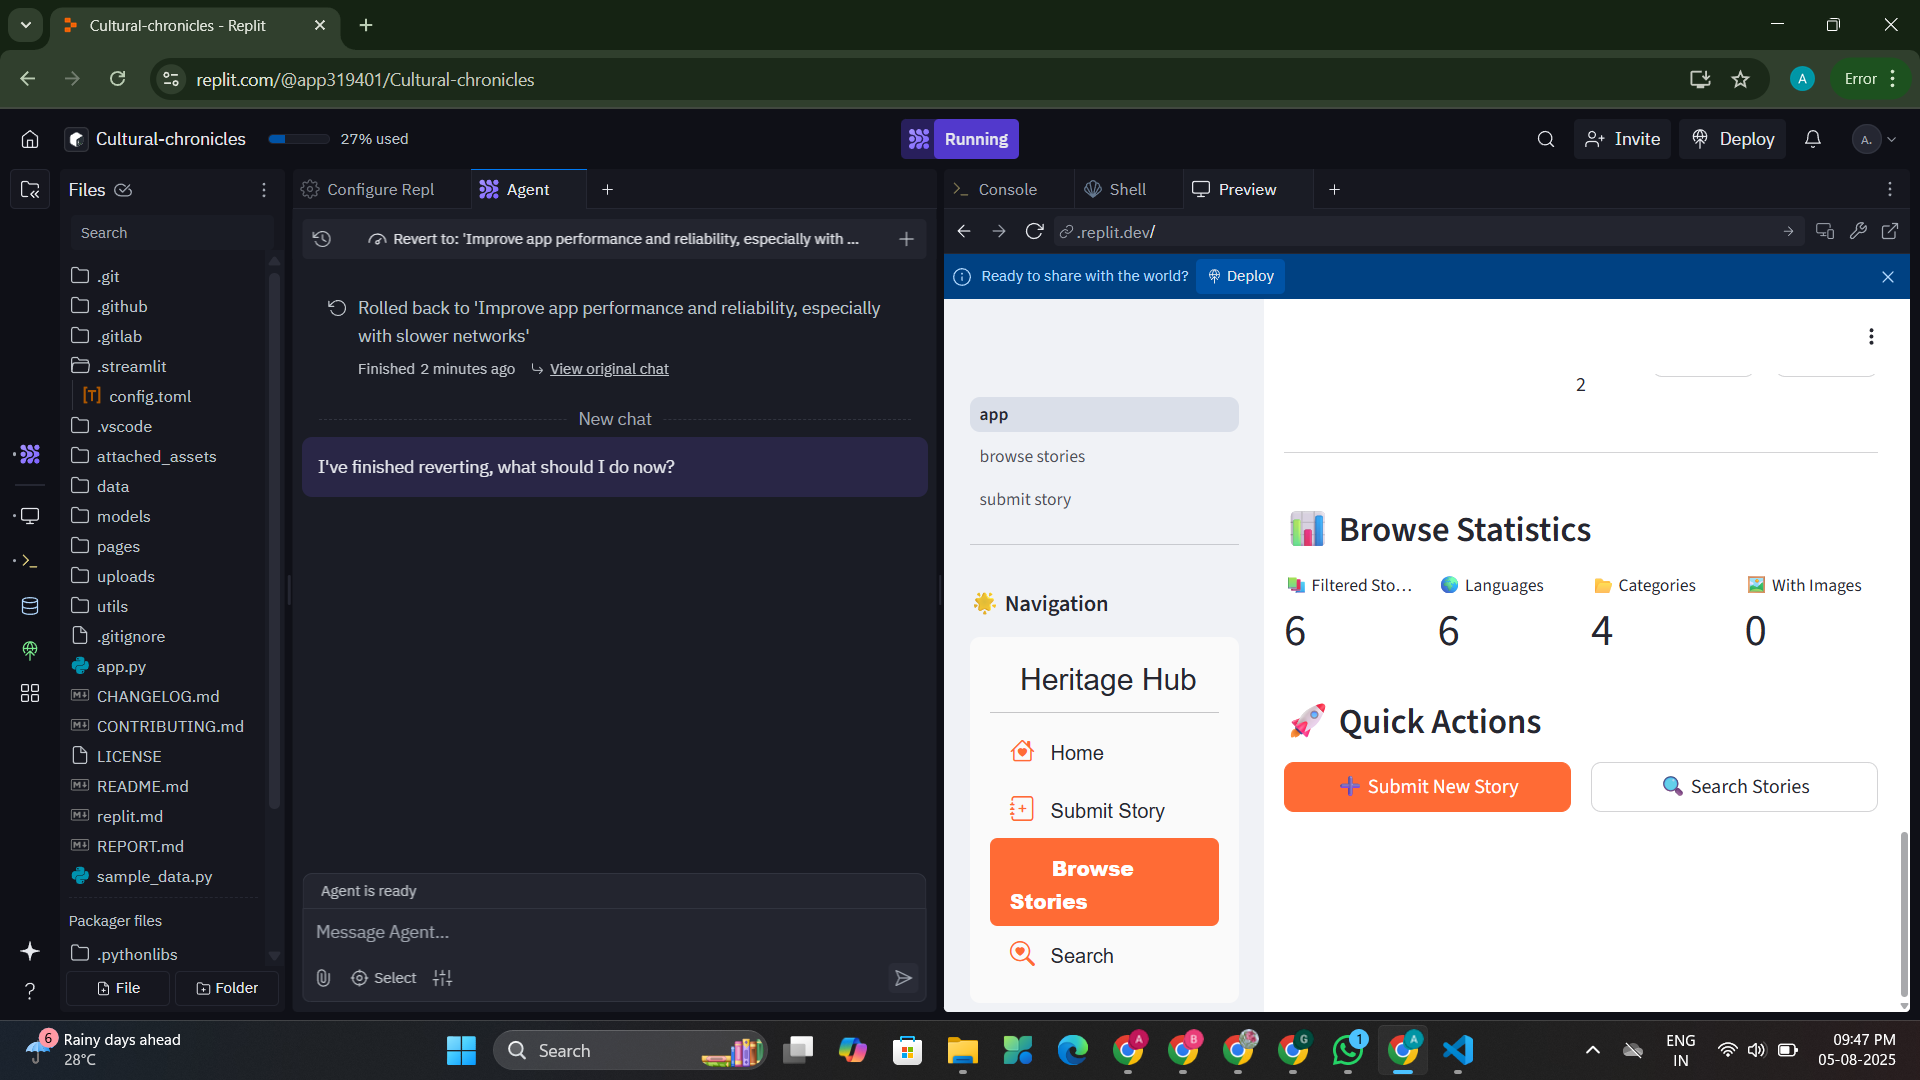 Cultural-chronicles - Replit
replit.com/@app319401/Cultural-chronicles
A
Error
Cultural-chronicles
27% used
Running
Invite
Deploy
A.
Files
Search
.git
.github
.gitlab
.streamlit
[T] config.toml
.vscode
attached_assets
data
models
pages
uploads
utils
.gitignore
app.py
CHANGELOG.md
CONTRIBUTING.md
LICENSE
README.md
replit.md
REPORT.md
sample_data.py
Packager files
.pythonlibs
File
Folder
Configure Repl
Agent
Revert to: 'Improve app performance and reliability, especially with ...
Rolled back to 'Improve app performance and reliability, especially
with slower networks'
Finished 2 minutes ago
View original chat
New chat
I've finished reverting, what should I do now?
Agent is ready
Message Agent...
Select
Console
Shell
Preview
.replit.dev/
Ready to share with the world?
Deploy
app
browse stories
submit story
Navigation
Heritage Hub
Home
Submit Story
Browse
Stories
Search
2
Browse Statistics
Filtered Sto...
Languages
Categories
With Images
6
6
4
0
Quick Actions
Submit New Story
Search Stories
6
Rainy days ahead
28°C
Search
A
B
G
1
A
ENG
IN
09:47 PM
05-08-2025